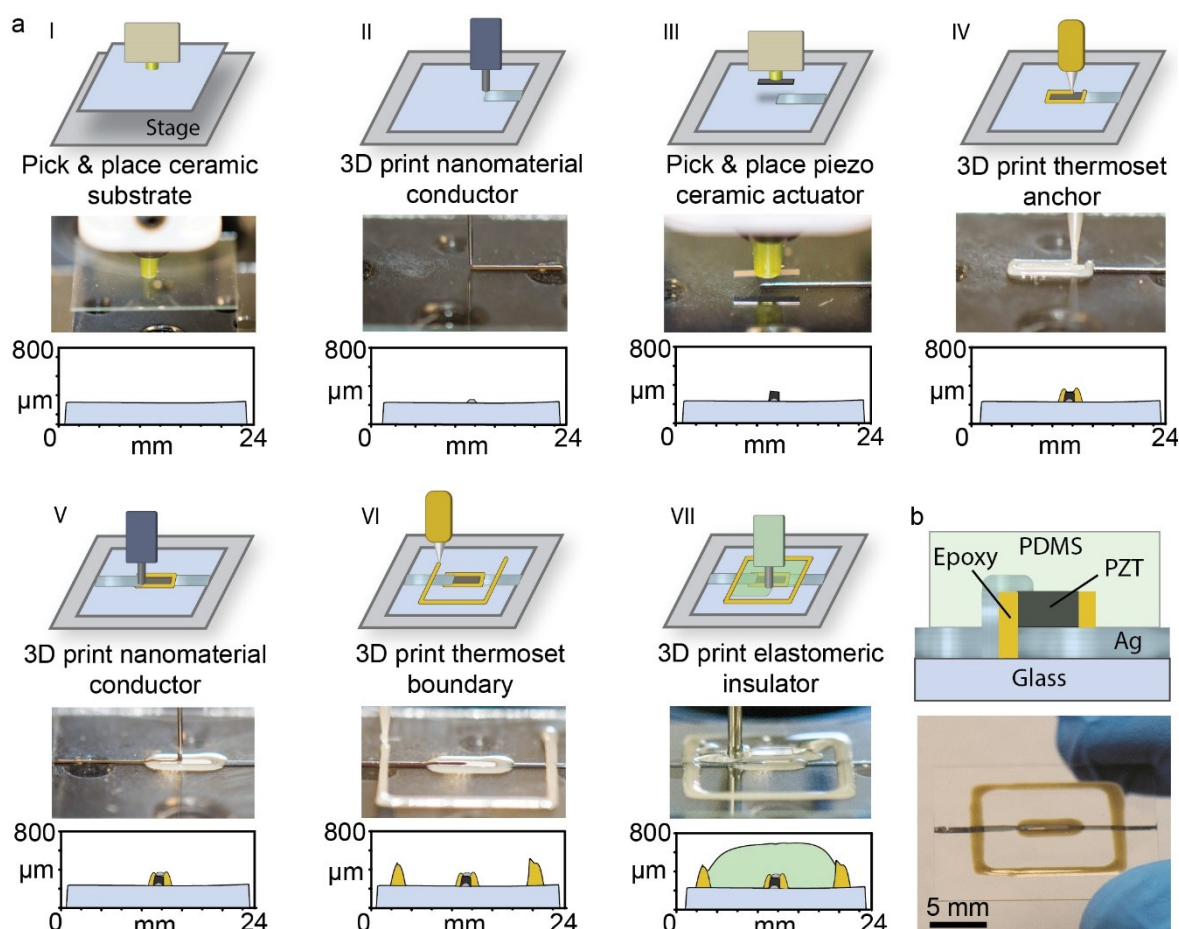 a
I
Stage
Pick & place ceramic
substrate
800
µm
0
mm
24
II
3D print nanomaterial
conductor
800
µm
0
mm
24
III
Pick & place piezo
ceramic actuator
800
µm
0
mm
24
IV
3D print thermoset
anchor
800
µm
0
mm
24
V
3D print nanomaterial
conductor
800
µm
0
mm
24
VI
3D print thermoset
boundary
800
µm
0
mm
24
VII
3D print elastomeric
insulator
800
µm
0
mm
24
b
PDMS
Epoxy
PZT
Ag
Glass
5 mm